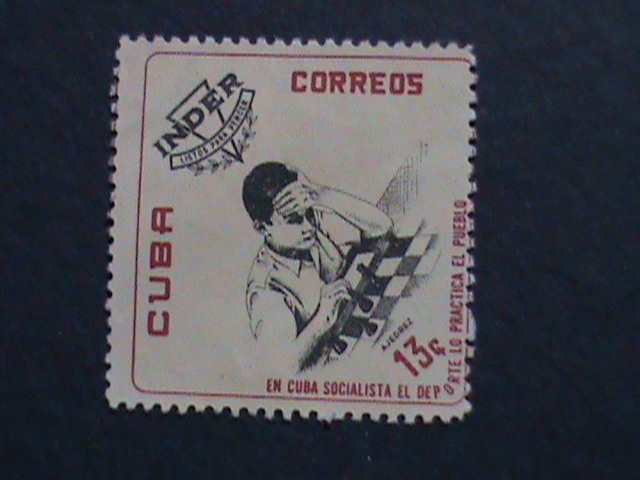 CORREOS
INDER
LISTOS PARA VENCER
CUBA
AJEDREZ
13¢
EN CUBA SOCIALISTA EL DEPORTE LO PRACTICA EL PUEBLO